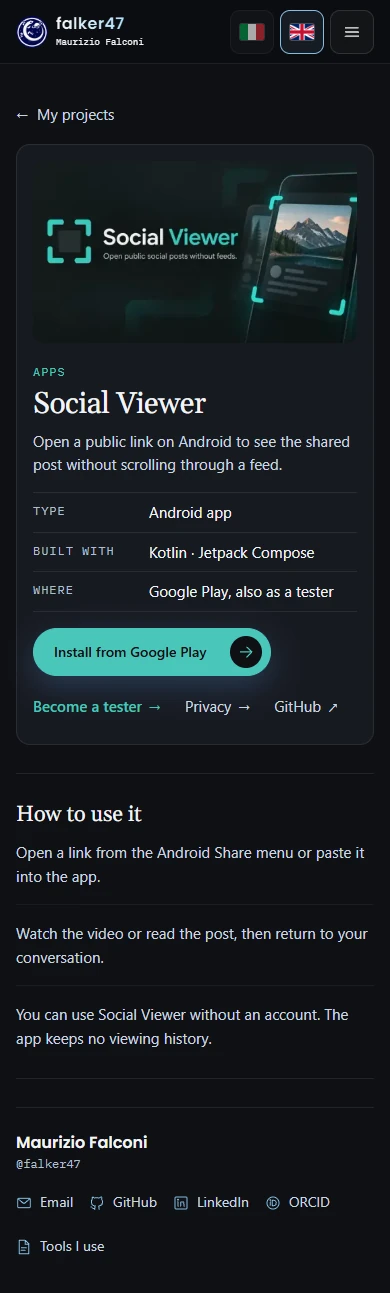 falker47
Maurizio Falconi
← My projects
Social Viewer
Open public social posts without feeds.
APPS
Social Viewer
Open a public link on Android to see the shared
post without scrolling through a feed.
TYPE Android app
BUILT WITH Kotlin · Jetpack Compose
WHERE Google Play, also as a tester
Install from Google Play →
Become a tester → Privacy → GitHub ↗
How to use it
Open a link from the Android Share menu or paste it
into the app.
Watch the video or read the post, then return to your
conversation.
You can use Social Viewer without an account. The
app keeps no viewing history.
Maurizio Falconi
@falker47
Email GitHub LinkedIn ORCID
Tools I use